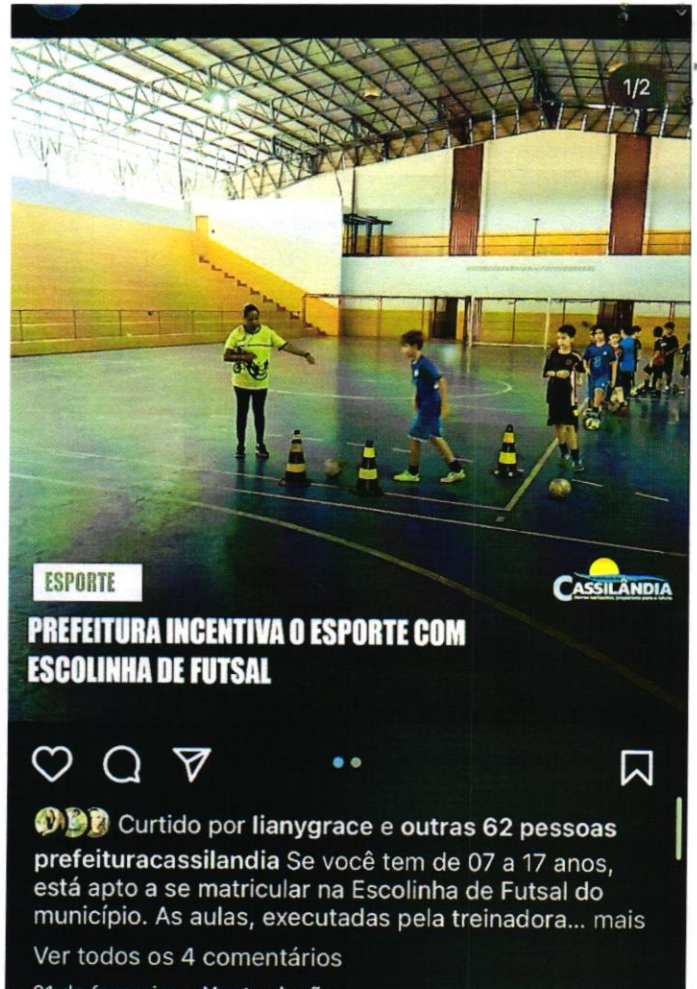 1/2
ESPORTE
CASSILÂNDIA
PREFEITURA INCENTIVA O ESPORTE COM
ESCOLINHA DE FUTSAL
Curtido por lianygrace e outras 62 pessoas
prefeituracassilandia Se você tem de 07 a 17 anos,
está apto a se matricular na Escolinha de Futsal do
município. As aulas, executadas pela treinadora... mais
Ver todos os 4 comentários